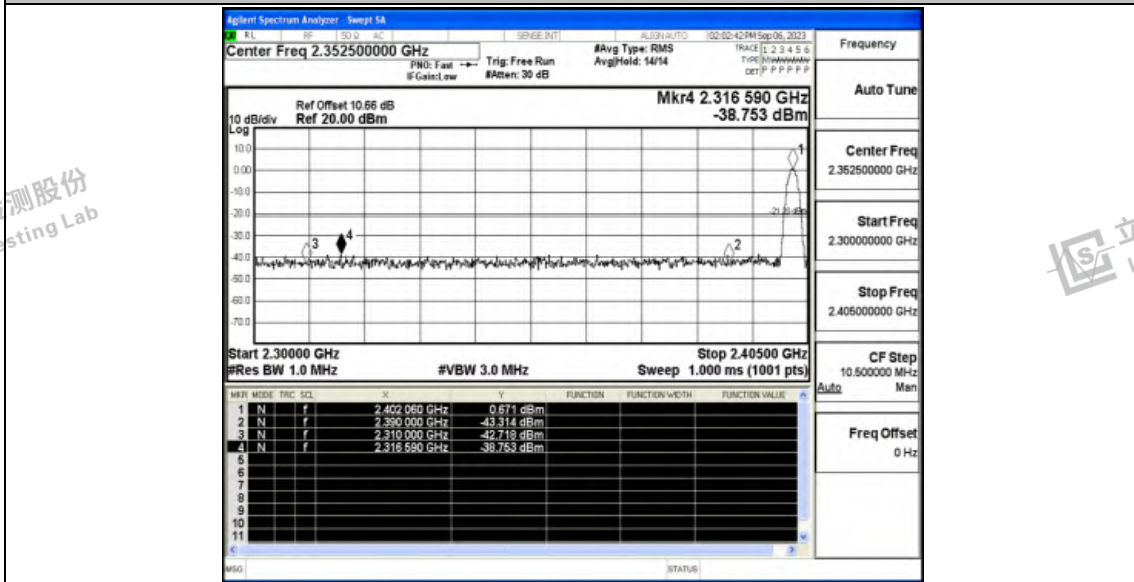 Agilent Spectrum Analyzer - Swept SA
RL RF 50 Ω AC SENSE:INT ALIGN AUTO 02:02:42 PM Sep 06, 2023
Center Freq 2.352500000 GHz
PNO: Fast
IFGain:Low
Trig: Free Run
#Atten: 30 dB
#Avg Type: RMS
Avg|Hold: 14/14
TRACE 1 2 3 4 5 6
TYPE
DET P P P P P P
Frequency
Auto Tune
Center Freq
2.352500000 GHz
Start Freq
2.300000000 GHz
Stop Freq
2.405000000 GHz
CF Step
10.500000 MHz
Auto Man
Freq Offset
0 Hz
Mkr4 2.316 590 GHz
-38.753 dBm
Ref Offset 10.66 dB
10 dB/div Ref 20.00 dBm
Log
10.0
0.00
-10.0
-20.0
-30.0
-40.0
-50.0
-60.0
-70.0
1
2
3
4
Start 2.30000 GHz Stop 2.40500 GHz
#Res BW 1.0 MHz #VBW 3.0 MHz Sweep 1.000 ms (1001 pts)
MKR MODE TRC SCL X Y FUNCTION FUNCTION WIDTH FUNCTION VALUE
1 N f 2.402 060 GHz 0.671 dBm
2 N f 2.390 000 GHz -43.314 dBm
3 N f 2.310 000 GHz -42.718 dBm
4 N f 2.316 590 GHz -38.753 dBm
5
6
7
8
9
10
11
MSG STATUS
测股份
sting Lab
立